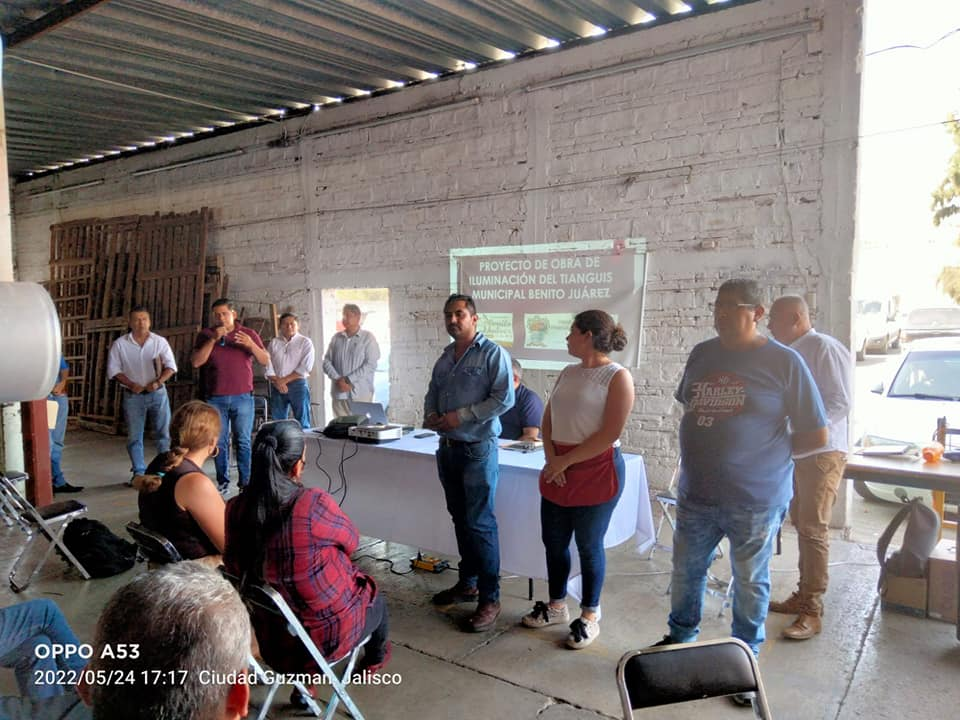 PROYECTO DE OBRA DE
ILUMINACIÓN DEL TIANGUIS
MUNICIPAL BENITO JUÁREZ
HARLEY-DAVIDSON
03
OPPO A53
2022/05/24 17:17 Ciudad Guzman, Jalisco